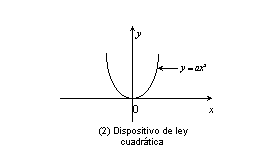 y
y = ax²
0
x
(2) Dispositivo de ley
cuadrática